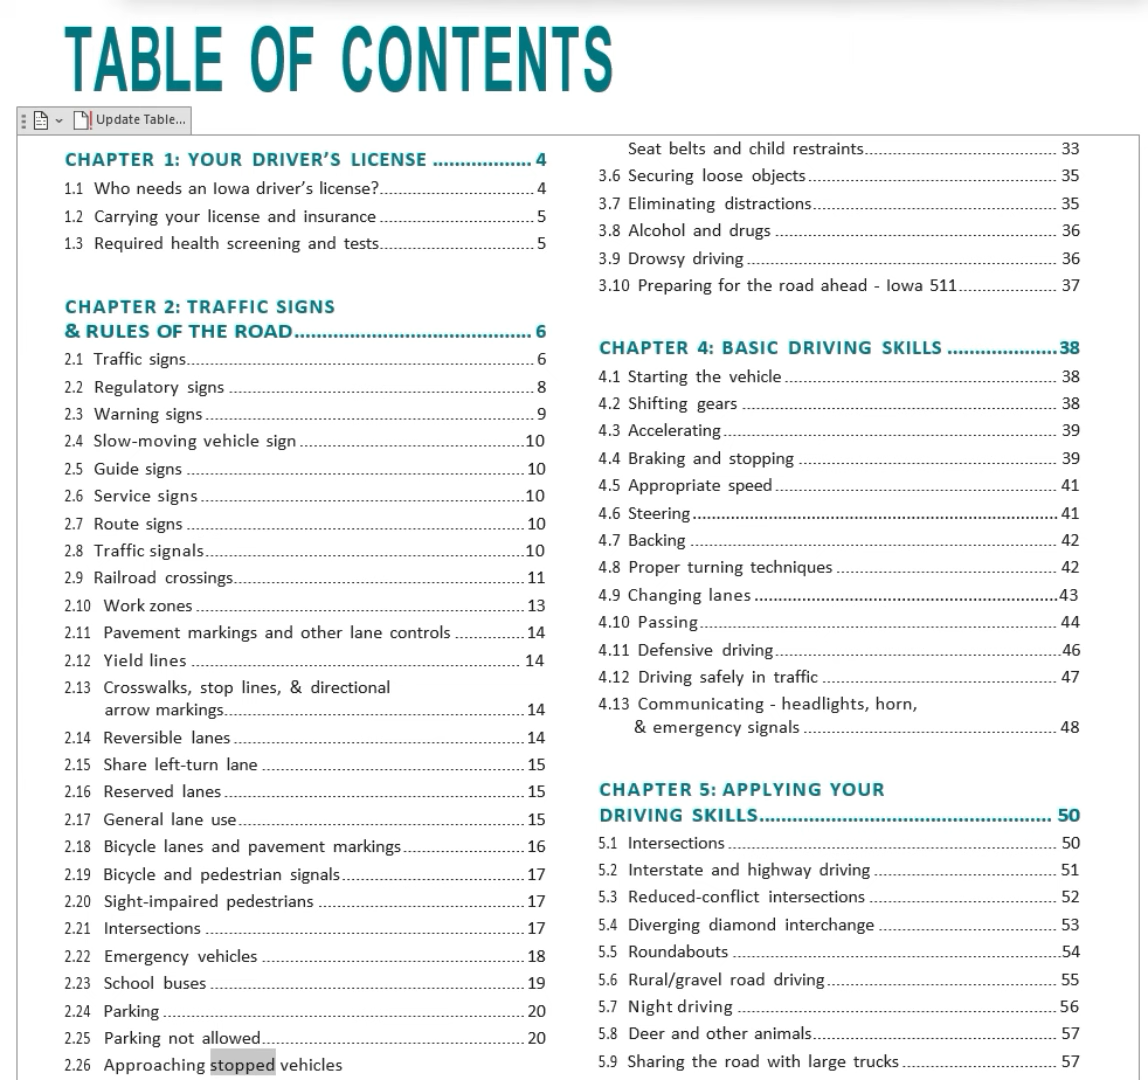 TABLE OF CONTENTS
Update Table...
CHAPTER 1: YOUR DRIVER'S LICENSE .................. 4
1.1 Who needs an Iowa driver's license?.................. 4
1.2 Carrying your license and insurance .................. 5
1.3 Required health screening and tests.................. 5
CHAPTER 2: TRAFFIC SIGNS
& RULES OF THE ROAD.................. 6
2.1 Traffic signs.................. 6
2.2 Regulatory signs .................. 8
2.3 Warning signs .................. 9
2.4 Slow-moving vehicle sign .................. 10
2.5 Guide signs .................. 10
2.6 Service signs .................. 10
2.7 Route signs .................. 10
2.8 Traffic signals.................. 10
2.9 Railroad crossings.................. 11
2.10 Work zones .................. 13
2.11 Pavement markings and other lane controls .................. 14
2.12 Yield lines .................. 14
2.13 Crosswalks, stop lines, & directional
arrow markings.................. 14
2.14 Reversible lanes .................. 14
2.15 Share left-turn lane .................. 15
2.16 Reserved lanes .................. 15
2.17 General lane use .................. 15
2.18 Bicycle lanes and pavement markings .................. 16
2.19 Bicycle and pedestrian signals.................. 17
2.20 Sight-impaired pedestrians .................. 17
2.21 Intersections .................. 17
2.22 Emergency vehicles .................. 18
2.23 School buses .................. 19
2.24 Parking .................. 20
2.25 Parking not allowed.................. 20
2.26 Approaching stopped vehicles
Seat belts and child restraints.................. 33
3.6 Securing loose objects .................. 35
3.7 Eliminating distractions.................. 35
3.8 Alcohol and drugs .................. 36
3.9 Drowsy driving .................. 36
3.10 Preparing for the road ahead - Iowa 511.................. 37
CHAPTER 4: BASIC DRIVING SKILLS ..................38
4.1 Starting the vehicle .................. 38
4.2 Shifting gears .................. 38
4.3 Accelerating.................. 39
4.4 Braking and stopping .................. 39
4.5 Appropriate speed .................. 41
4.6 Steering .................. 41
4.7 Backing .................. 42
4.8 Proper turning techniques .................. 42
4.9 Changing lanes ..................43
4.10 Passing.................. 44
4.11 Defensive driving.................. 46
4.12 Driving safely in traffic .................. 47
4.13 Communicating - headlights, horn,
& emergency signals .................. 48
CHAPTER 5: APPLYING YOUR
DRIVING SKILLS.................. 50
5.1 Intersections .................. 50
5.2 Interstate and highway driving .................. 51
5.3 Reduced-conflict intersections .................. 52
5.4 Diverging diamond interchange .................. 53
5.5 Roundabouts ..................54
5.6 Rural/gravel road driving.................. 55
5.7 Night driving .................. 56
5.8 Deer and other animals.................. 57
5.9 Sharing the road with large trucks .................. 57